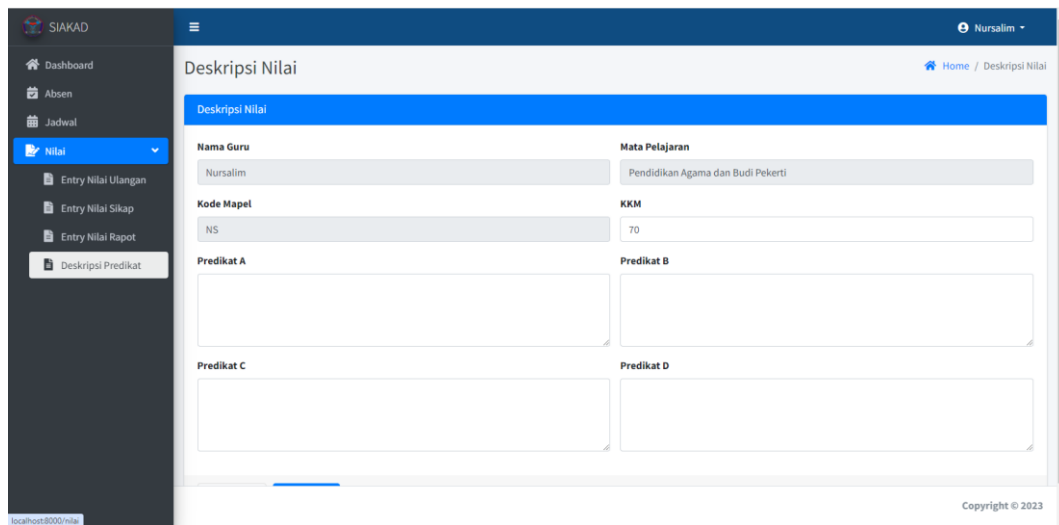 SIAKAD
Nursalim
Dashboard
Absen
Jadwal
Nilai
Entry Nilai Ulangan
Entry Nilai Sikap
Entry Nilai Rapot
Deskripsi Predikat
Deskripsi Nilai
Home / Deskripsi Nilai
Deskripsi Nilai
Nama Guru
Mata Pelajaran
Nursalim
Pendidikan Agama dan Budi Pekerti
Kode Mapel
KKM
NS
70
Predikat A
Predikat B
Predikat C
Predikat D
Copyright © 2023
localhost:8000/nilai